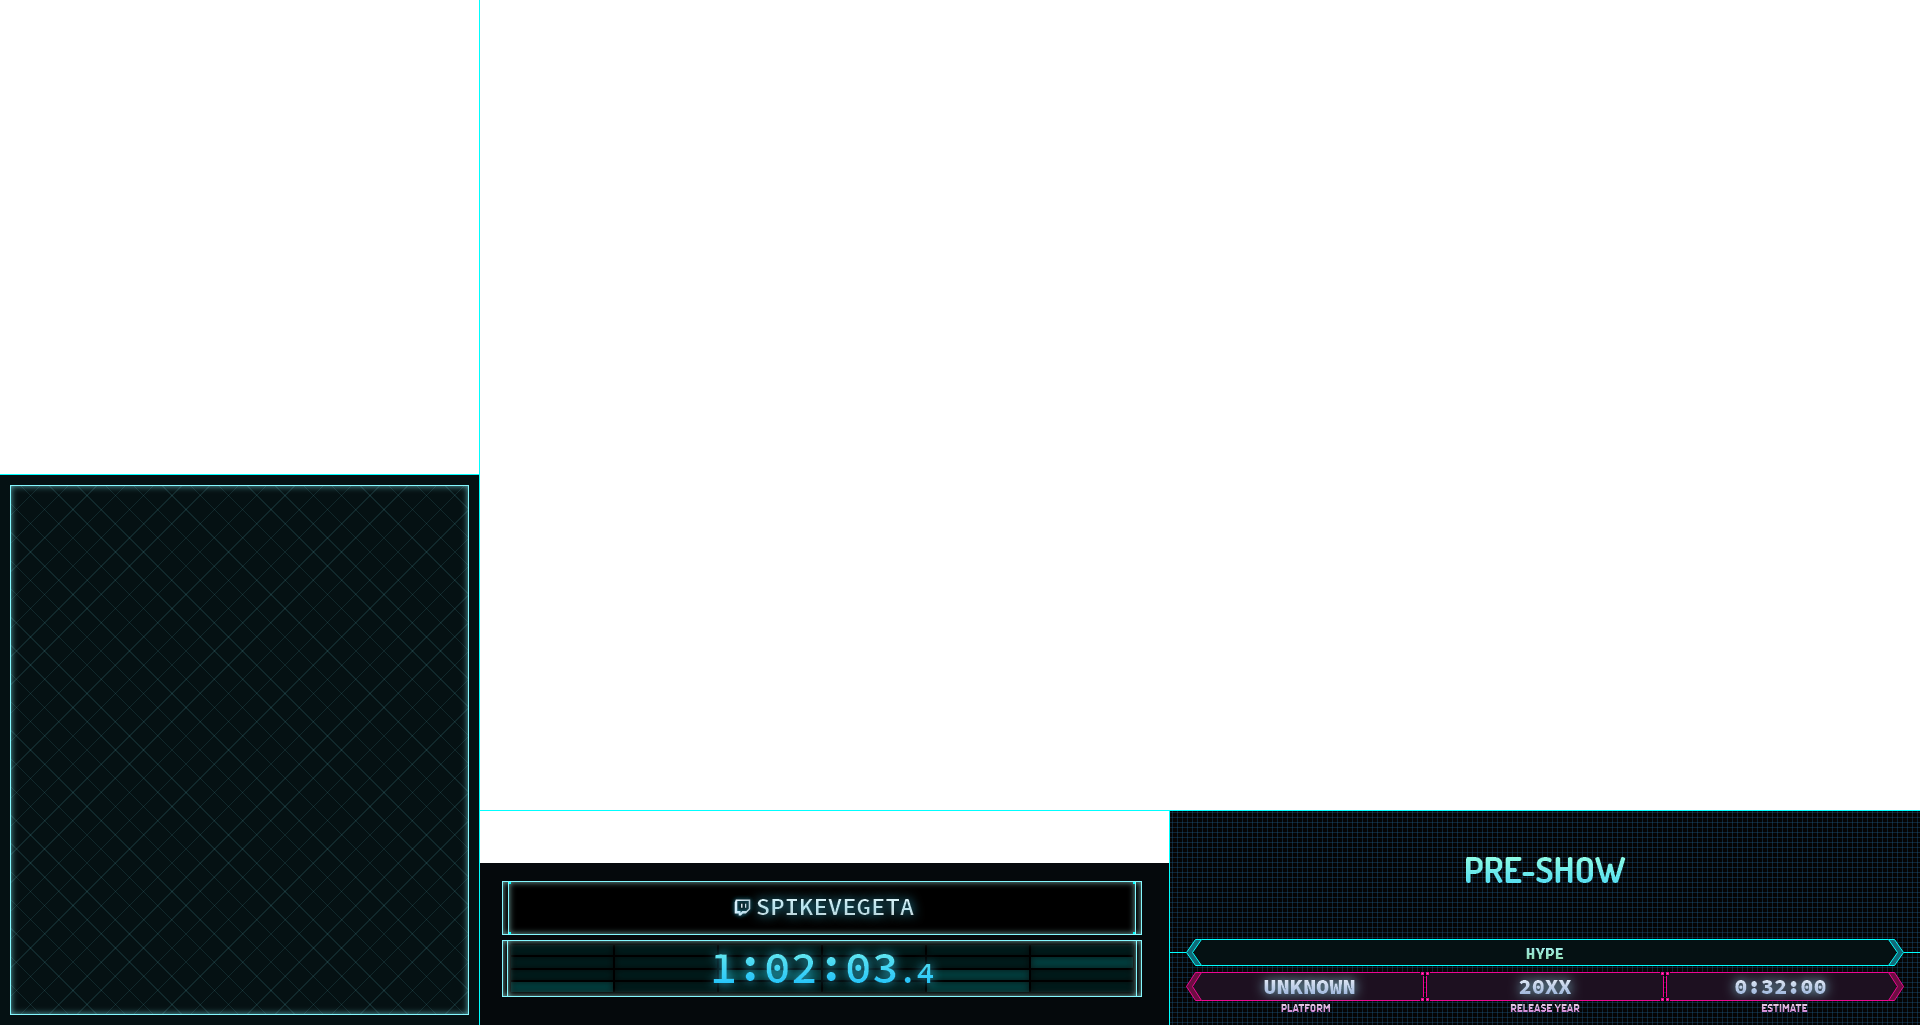 SPIKEVEGETA
1:02:03.4
PRE-SHOW
HYPE
UNKNOWN 20XX 0:32:00
PLATFORM RELEASE YEAR ESTIMATE